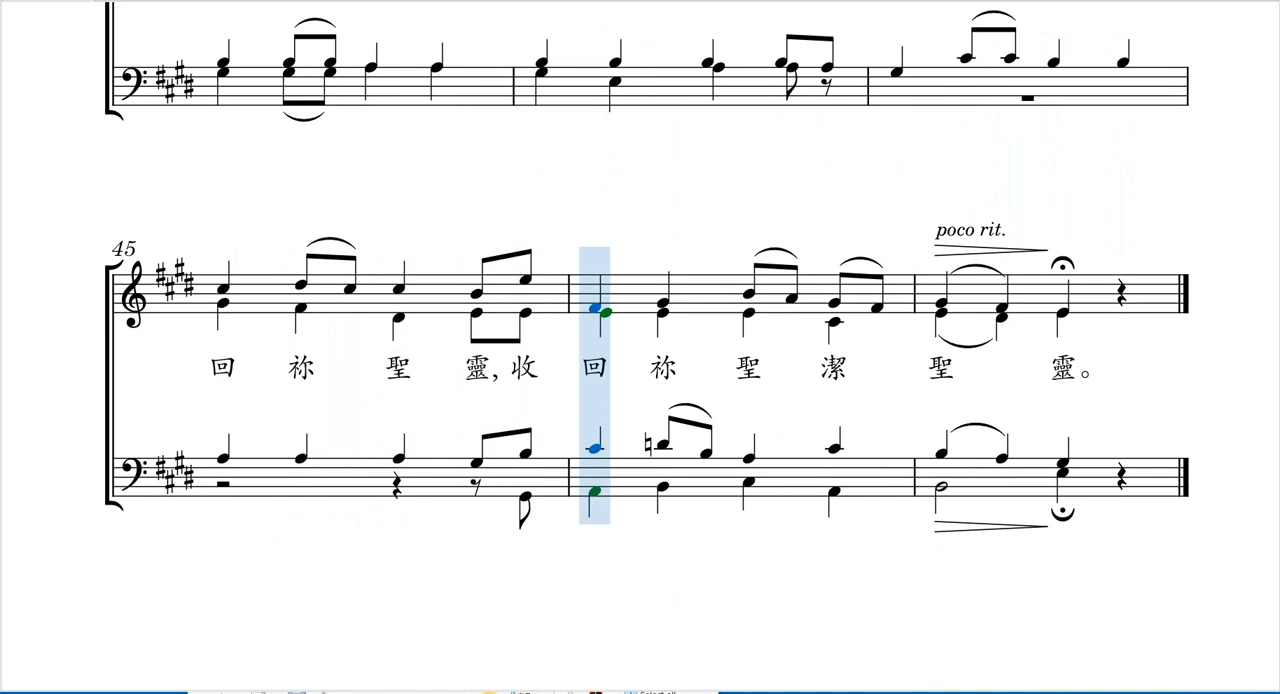 45
poco rit.
回 祢 聖 靈, 收 回 祢 聖 潔 聖 靈。